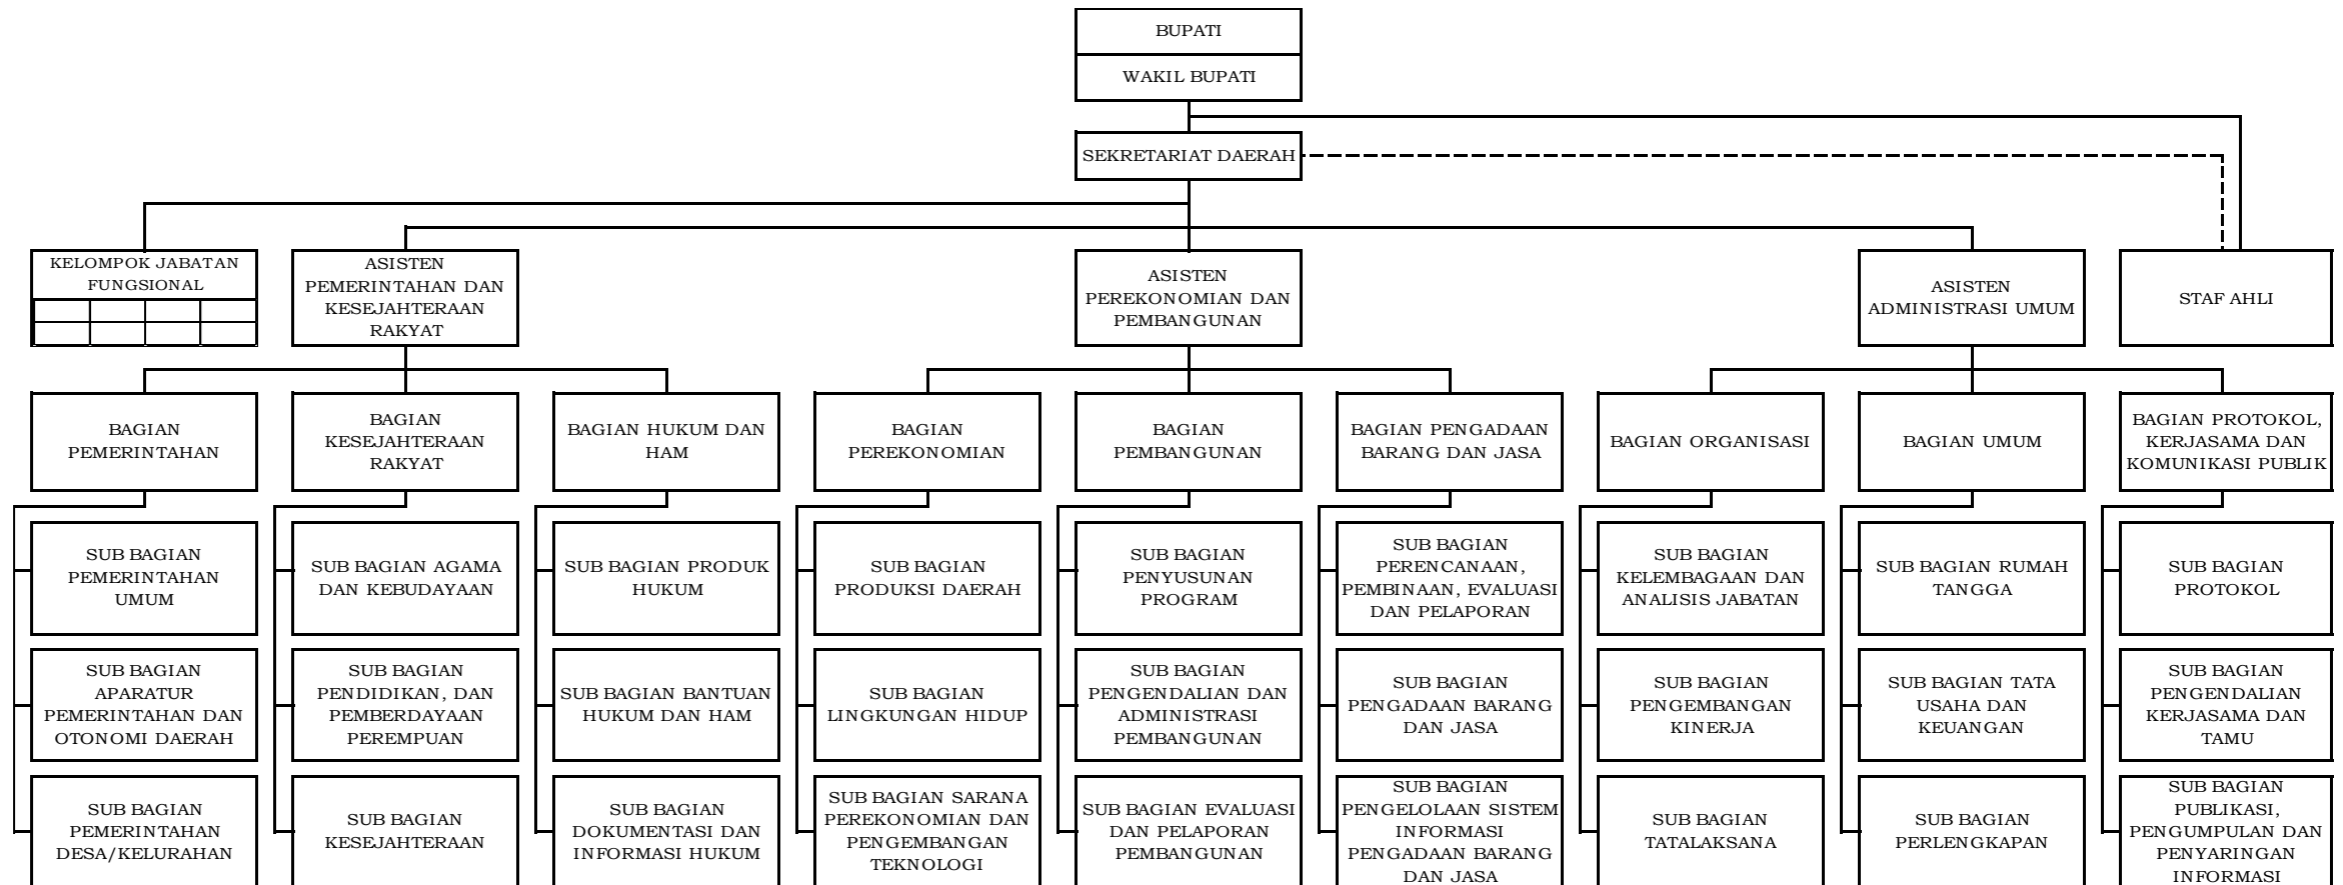 BUPATI
WAKIL BUPATI
SEKRETARIAT DAERAH
KELOMPOK JABATAN
FUNGSIONAL
ASISTEN
PEMERINTAHAN DAN
KESEJAHTERAAN
RAKYAT
ASISTEN
PEREKONOMIAN DAN
PEMBANGUNAN
ASISTEN
ADMINISTRASI UMUM
STAF AHLI
BAGIAN
PEMERINTAHAN
BAGIAN
KESEJAHTERAAN
RAKYAT
BAGIAN HUKUM DAN
HAM
BAGIAN
PEREKONOMIAN
BAGIAN
PEMBANGUNAN
BAGIAN PENGADAAN
BARANG DAN JASA
BAGIAN ORGANISASI
BAGIAN UMUM
BAGIAN PROTOKOL,
KERJASAMA DAN
KOMUNIKASI PUBLIK
SUB BAGIAN
PEMERINTAHAN
UMUM
SUB BAGIAN AGAMA
DAN KEBUDAYAAN
SUB BAGIAN PRODUK
HUKUM
SUB BAGIAN
PRODUKSI DAERAH
SUB BAGIAN
PENYUSUNAN
PROGRAM
SUB BAGIAN
PERENCANAAN,
PEMBINAAN, EVALUASI
DAN PELAPORAN
SUB BAGIAN
KELEMBAGAAN DAN
ANALISIS JABATAN
SUB BAGIAN RUMAH
TANGGA
SUB BAGIAN
PROTOKOL
SUB BAGIAN
APARATUR
PEMERINTAHAN DAN
OTONOMI DAERAH
SUB BAGIAN
PENDIDIKAN, DAN
PEMBERDAYAAN
PEREMPUAN
SUB BAGIAN BANTUAN
HUKUM DAN HAM
SUB BAGIAN
LINGKUNGAN HIDUP
SUB BAGIAN
PENGENDALIAN DAN
ADMINISTRASI
PEMBANGUNAN
SUB BAGIAN
PENGADAAN BARANG
DAN JASA
SUB BAGIAN
PENGEMBANGAN
KINERJA
SUB BAGIAN TATA
USAHA DAN
KEUANGAN
SUB BAGIAN
PENGENDALIAN
KERJASAMA DAN
TAMU
SUB BAGIAN
PEMERINTAHAN
DESA/KELURAHAN
SUB BAGIAN
KESEJAHTERAAN
SUB BAGIAN
DOKUMENTASI DAN
INFORMASI HUKUM
SUB BAGIAN SARANA
PEREKONOMIAN DAN
PENGEMBANGAN
TEKNOLOGI
SUB BAGIAN EVALUASI
DAN PELAPORAN
PEMBANGUNAN
SUB BAGIAN
PENGELOLAAN SISTEM
INFORMASI
PENGADAAN BARANG
DAN JASA
SUB BAGIAN
TATALAKSANA
SUB BAGIAN
PERLENGKAPAN
SUB BAGIAN
PUBLIKASI,
PENGUMPULAN DAN
PENYARINGAN
INFORMASI